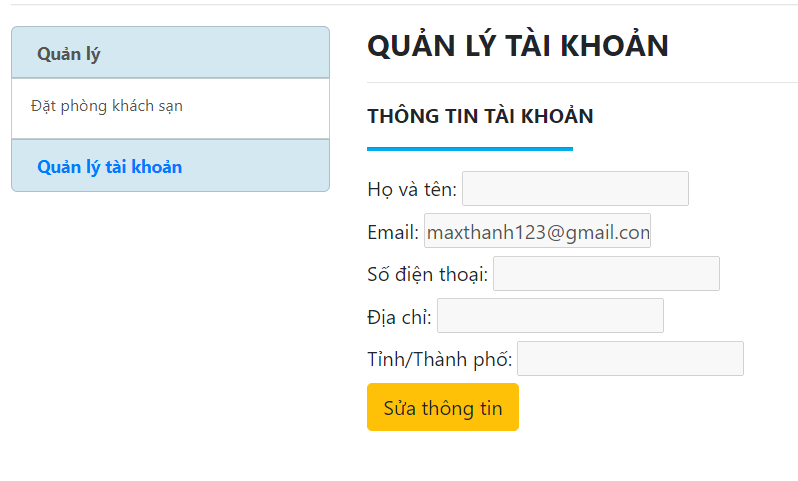 Quản lý
Đặt phòng khách sạn
Quản lý tài khoản
QUẢN LÝ TÀI KHOẢN
THÔNG TIN TÀI KHOẢN
Họ và tên:
Email: maxthanh123@gmail.com
Số điện thoại:
Địa chỉ:
Tỉnh/Thành phố:
Sửa thông tin